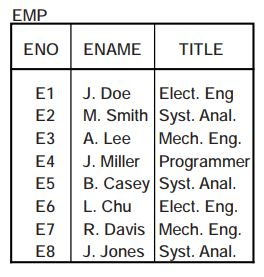 EMP
ENO ENAME TITLE
E1 J. Doe Elect. Eng
E2 M. Smith Syst. Anal.
E3 A. Lee Mech. Eng.
E4 J. Miller Programmer
E5 B. Casey Syst. Anal.
E6 L. Chu Elect. Eng.
E7 R. Davis Mech. Eng.
E8 J. Jones Syst. Anal.